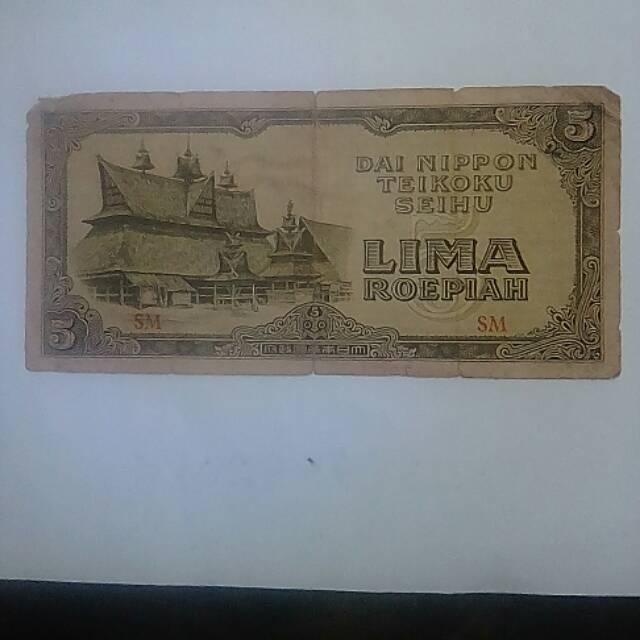 5
DAI NIPPON
TEIKOKU
SEIHU
LIMA
ROEPIAH
SM
SM
5
5